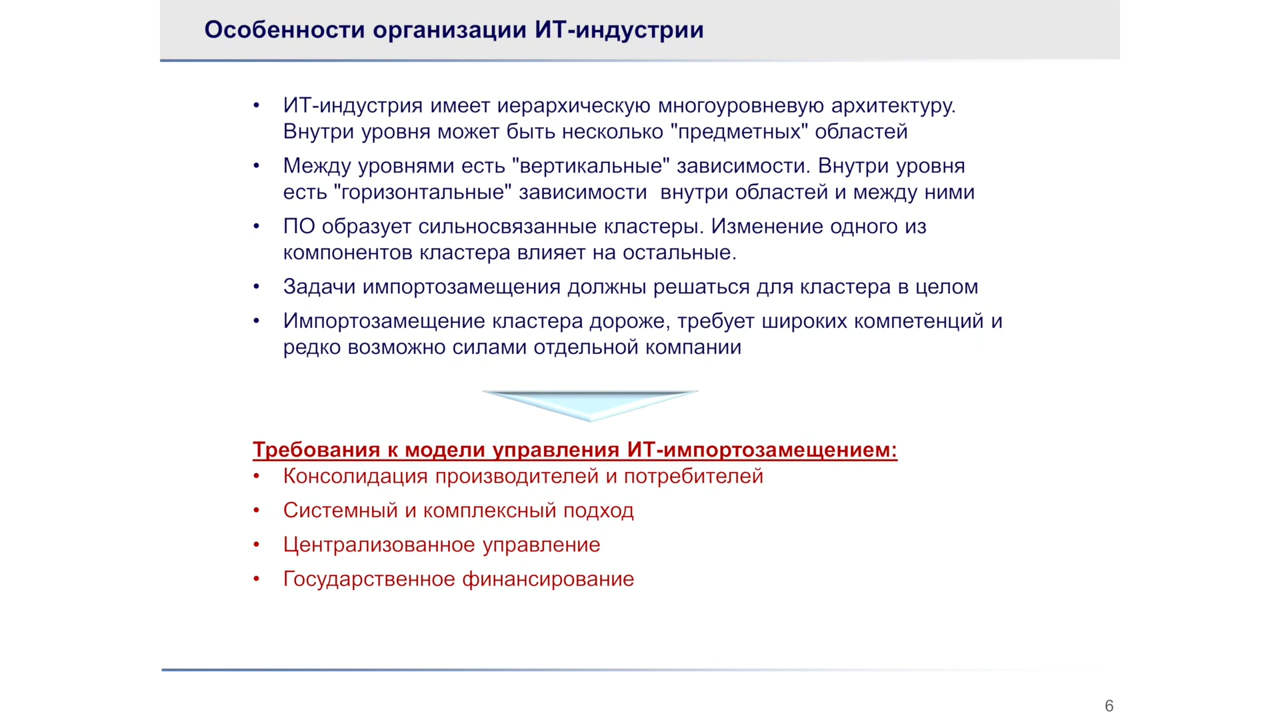 Особенности организации ИТ-индустрии
• ИТ-индустрия имеет иерархическую многоуровневую архитектуру.
Внутри уровня может быть несколько "предметных" областей
• Между уровнями есть "вертикальные" зависимости. Внутри уровня
есть "горизонтальные" зависимости  внутри областей и между ними
• ПО образует сильносвязанные кластеры. Изменение одного из
компонентов кластера влияет на остальные.
• Задачи импортозамещения должны решаться для кластера в целом
• Импортозамещение кластера дороже, требует широких компетенций и
редко возможно силами отдельной компании
Требования к модели управления ИТ-импортозамещением:
• Консолидация производителей и потребителей
• Системный и комплексный подход
• Централизованное управление
• Государственное финансирование
6